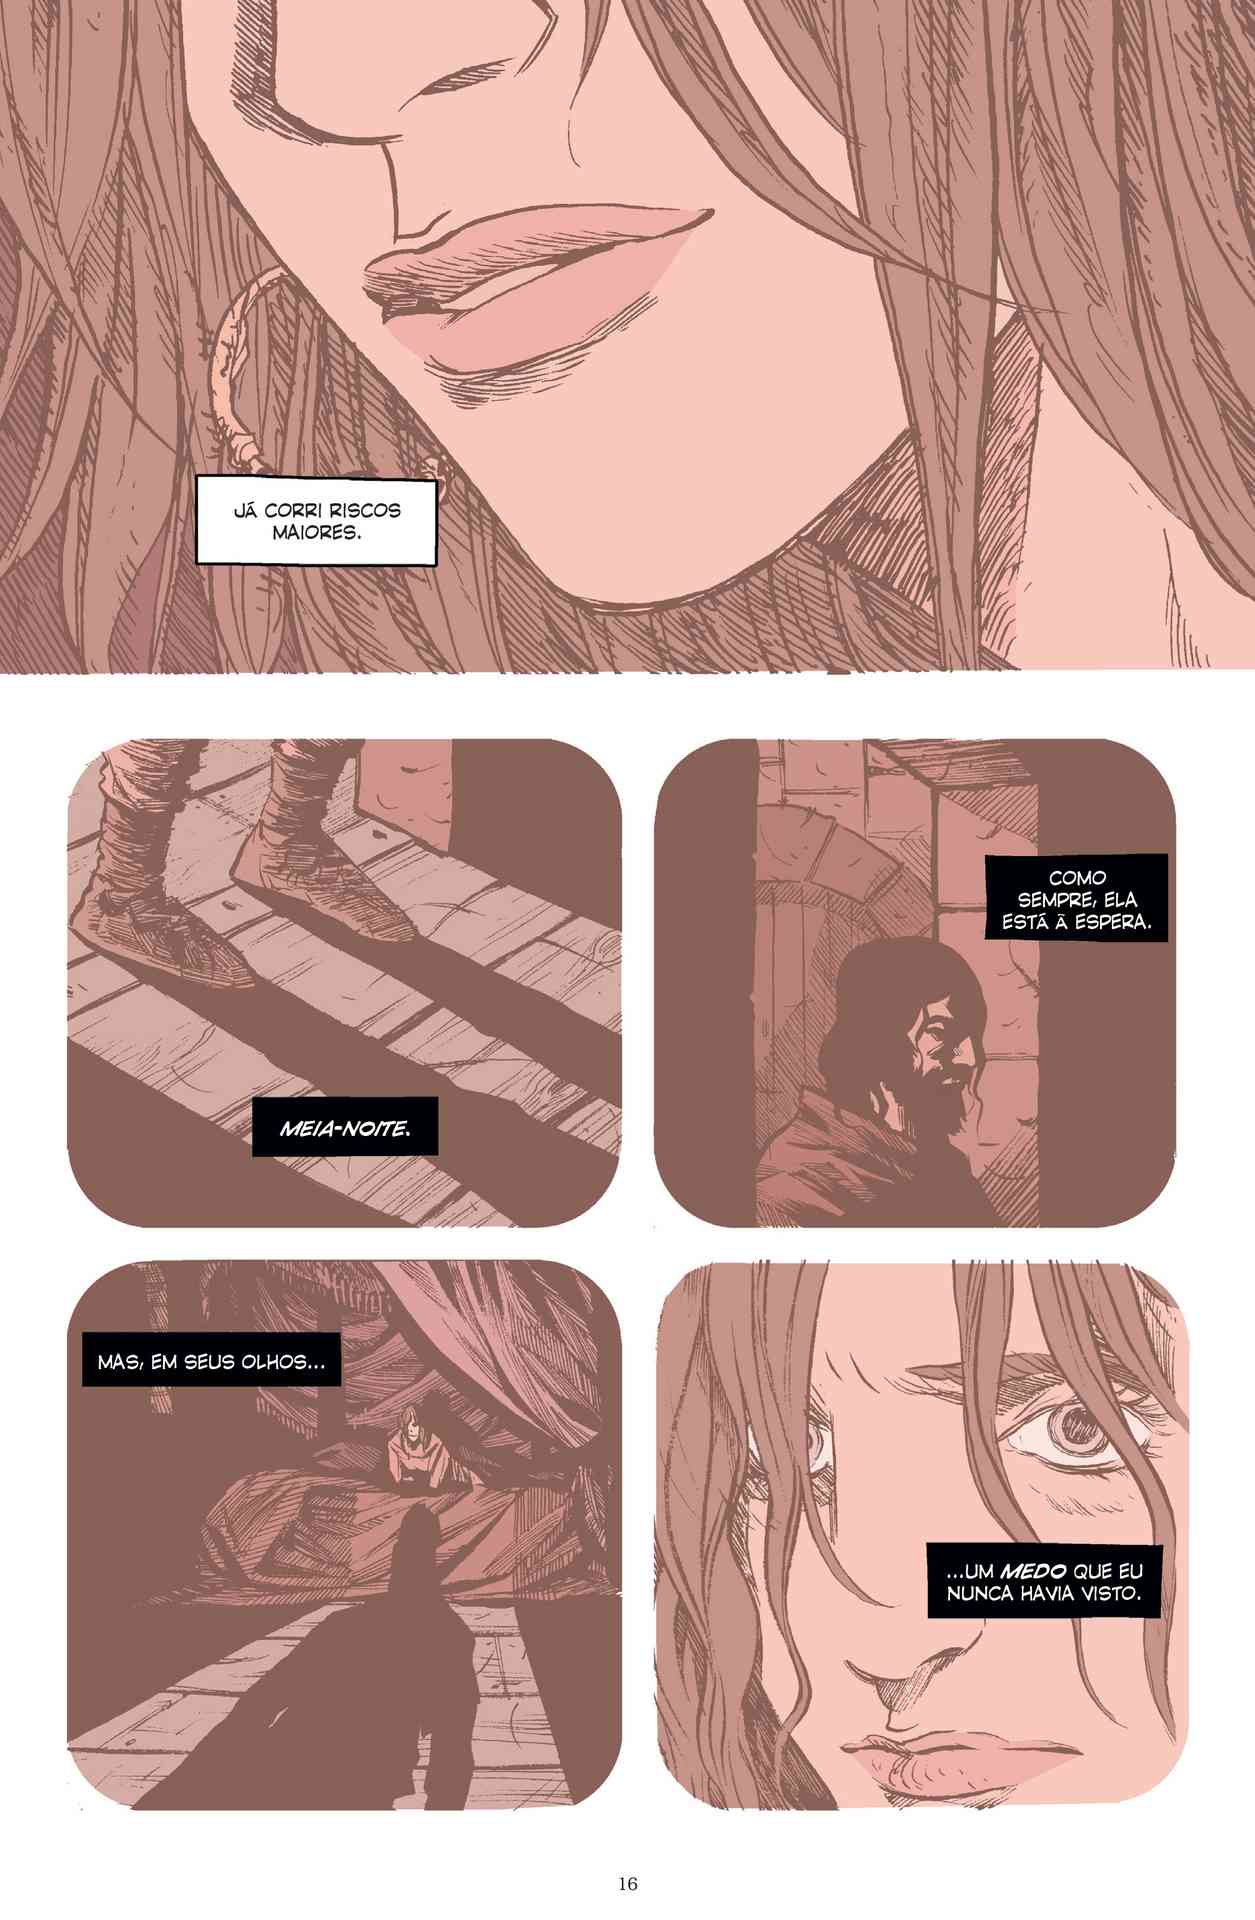 JÁ CORRI RISCOS
MAIORES.
MEIA-NOITE.
COMO
SEMPRE, ELA
ESTÁ À ESPERA.
MAS, EM SEUS OLHOS...
...UM MEDO QUE EU
NUNCA HAVIA VISTO.
16